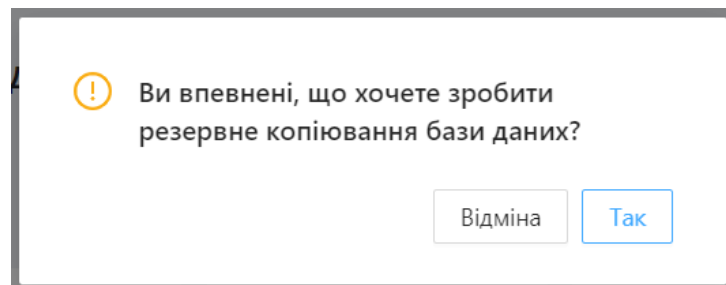 Ви впевнені, що хочете зробити
резервне копіювання бази даних?
Відміна Так